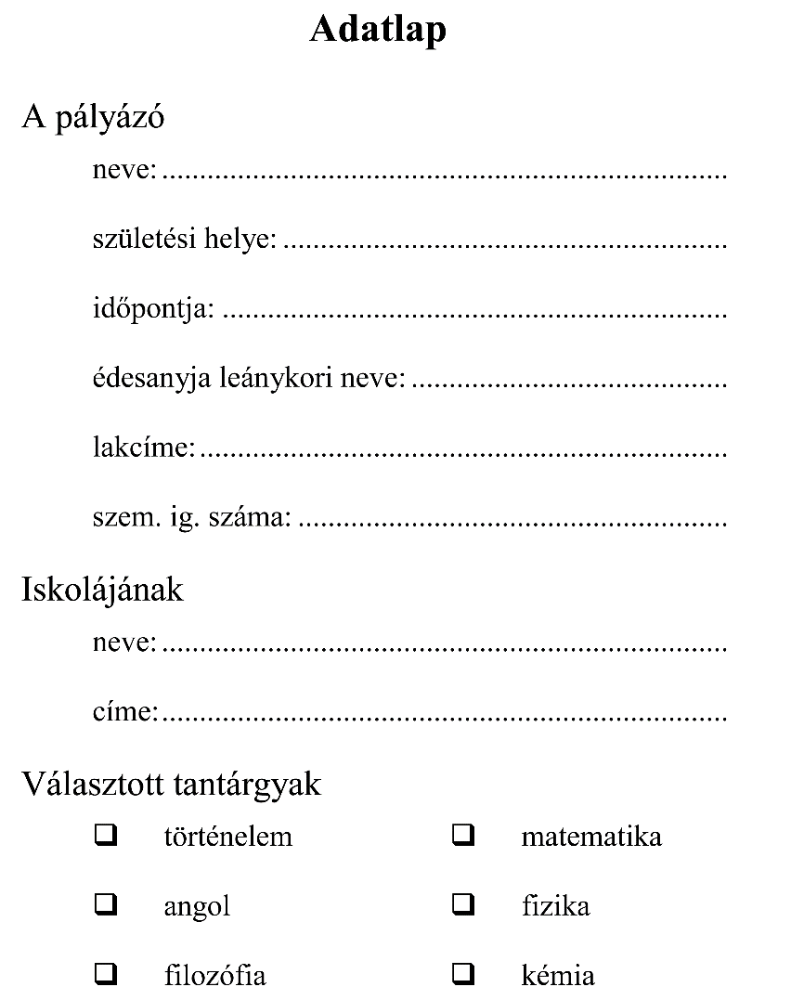 Adatlap
A pályázó
neve: ............................................................................
születési helye: ............................................................
időpontja: ....................................................................
édesanyja leánykori neve: ...........................................
lakcíme: .......................................................................
szem. ig. száma: ..........................................................
Iskolájának
neve: ............................................................................
címe: ............................................................................
Választott tantárgyak
❑ történelem ❑ matematika
❑ angol ❑ fizika
❑ filozófia ❑ kémia